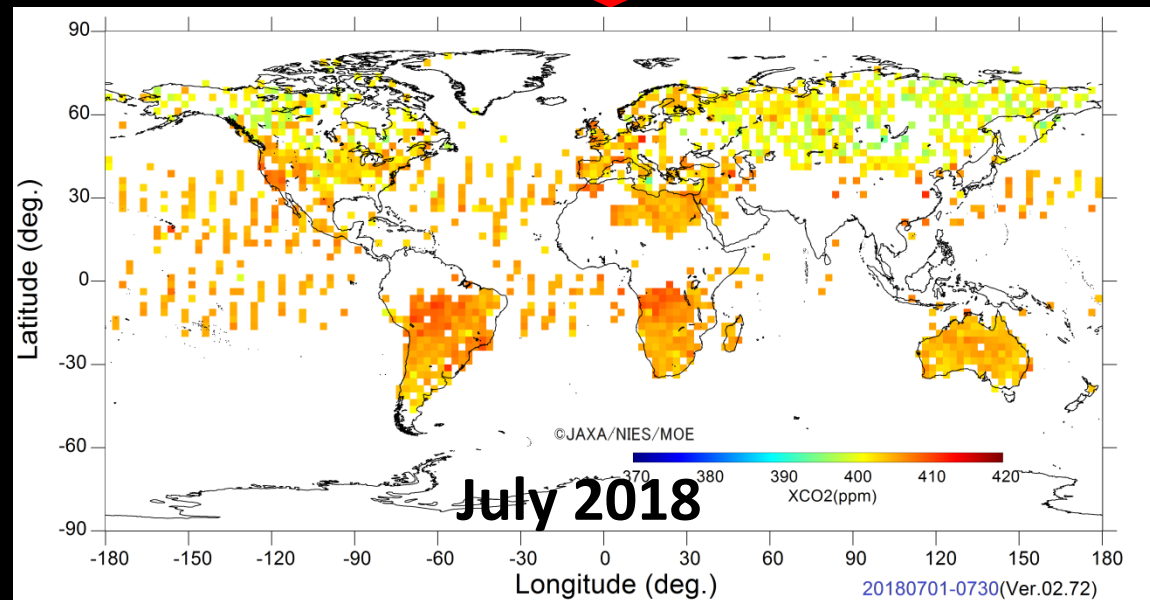 90
60
30
0
-30
-60
-90
Latitude (deg.)
©JAXA/NIES/MOE
370 380 390 400 410 420
XCO2(ppm)
July 2018
-180 -150 -120 -90 -60 -30 0 30 60 90 120 150 180
Longitude (deg.)
20180701-0730(Ver.02.72)